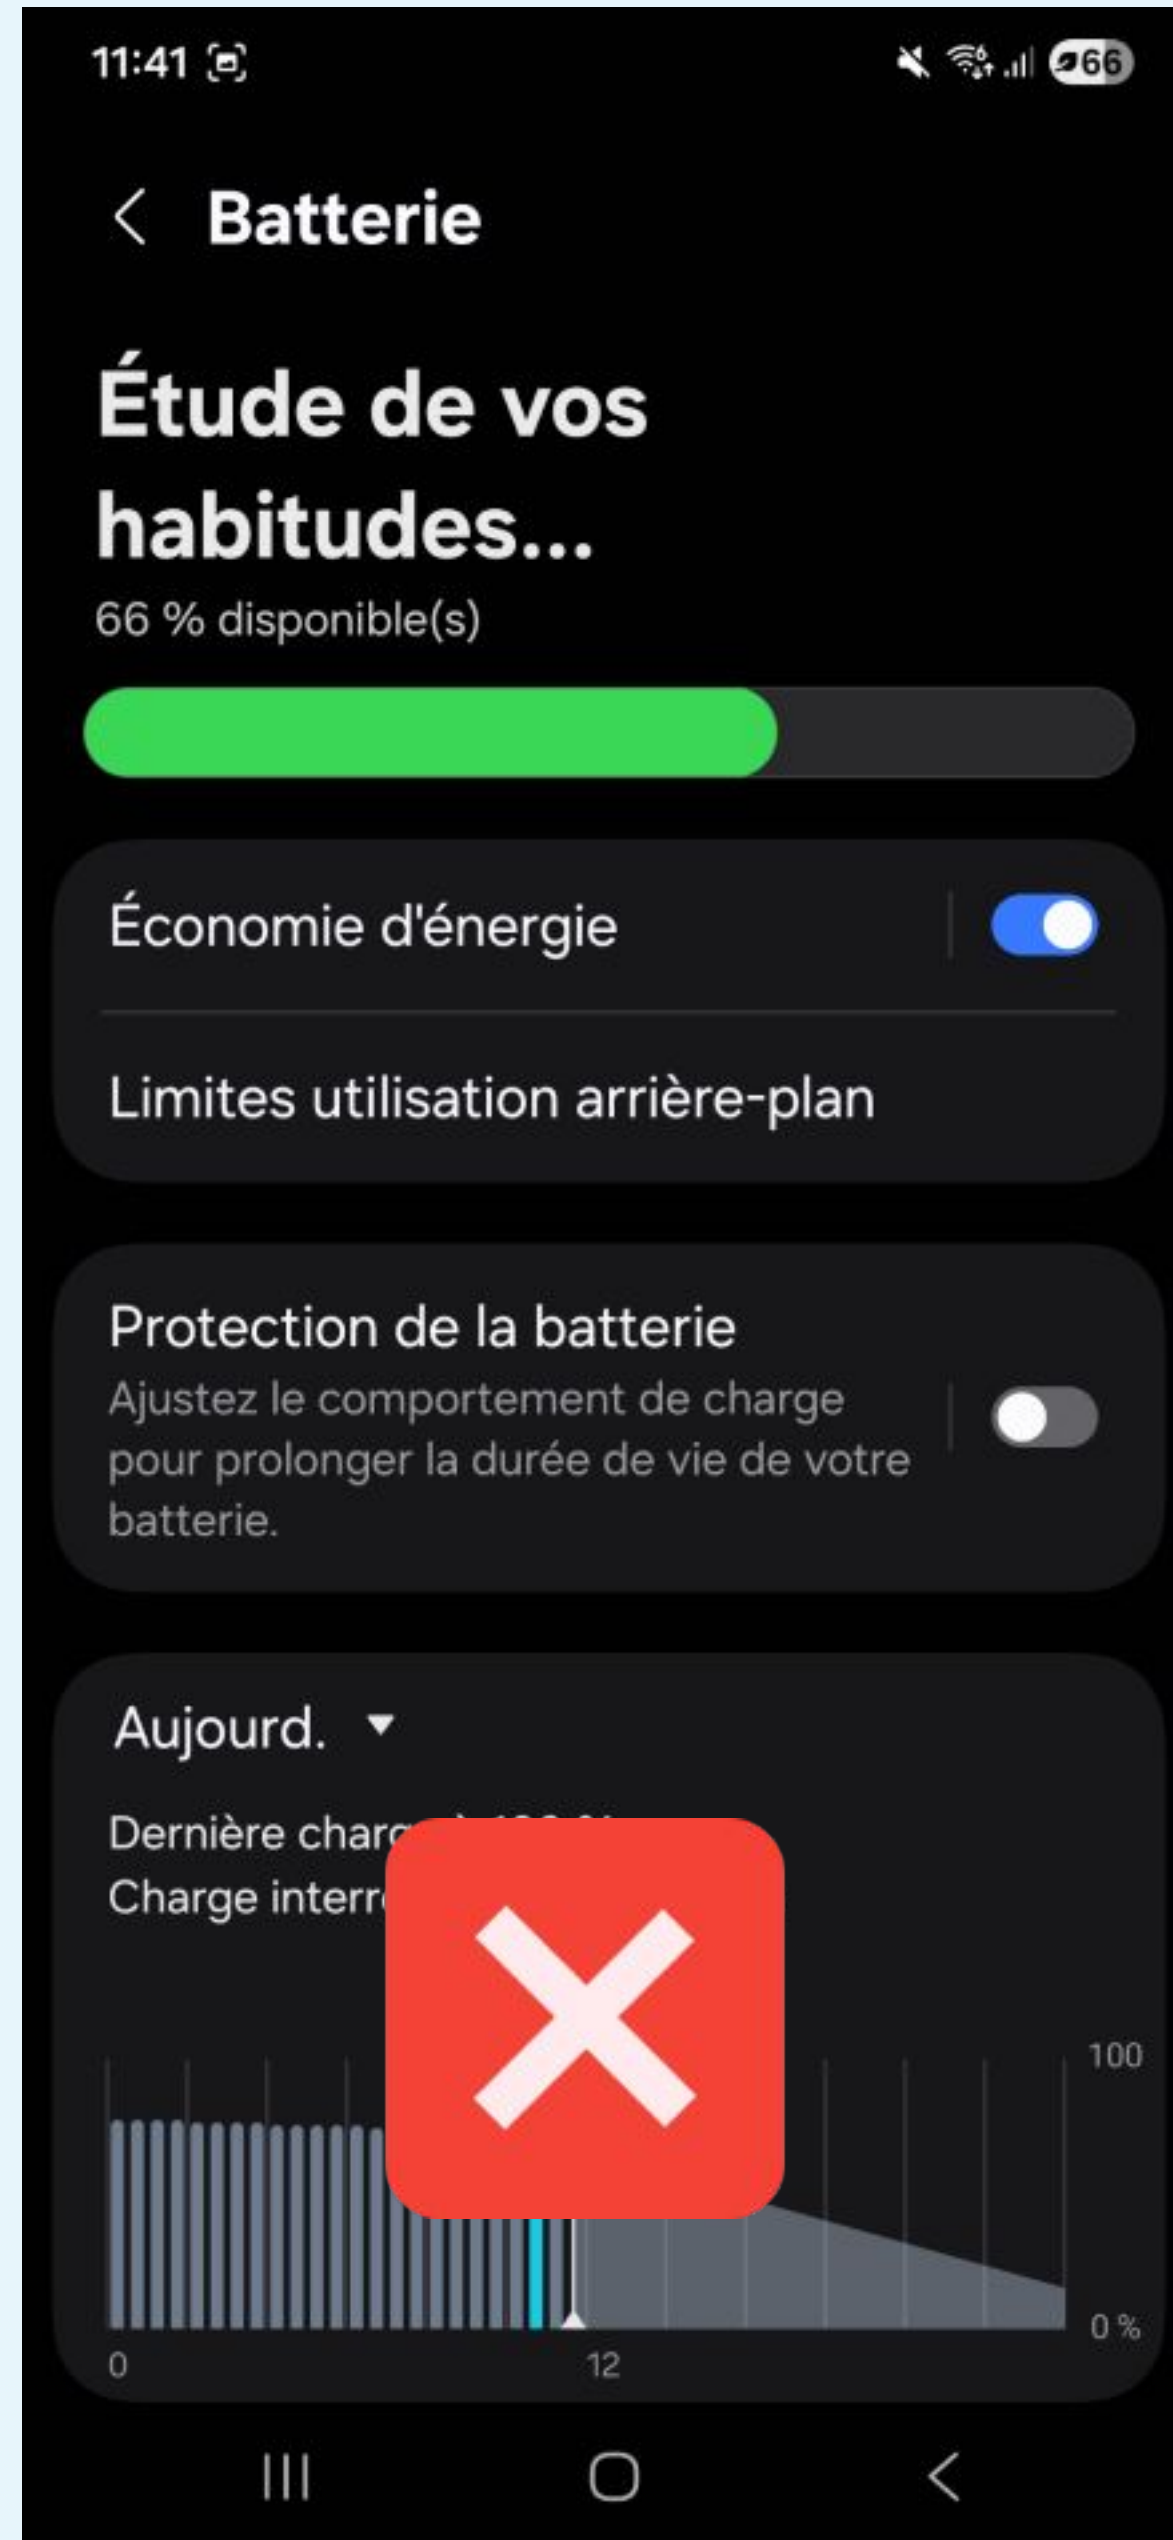 11:41
66
Batterie
Étude de vos
habitudes...
66 % disponible(s)
Économie d'énergie
Limites utilisation arrière-plan
Protection de la batterie
Ajustez le comportement de charge
pour prolonger la durée de vie de votre
batterie.
Aujourd.
Dernière
Charge
100
0 %
0
12